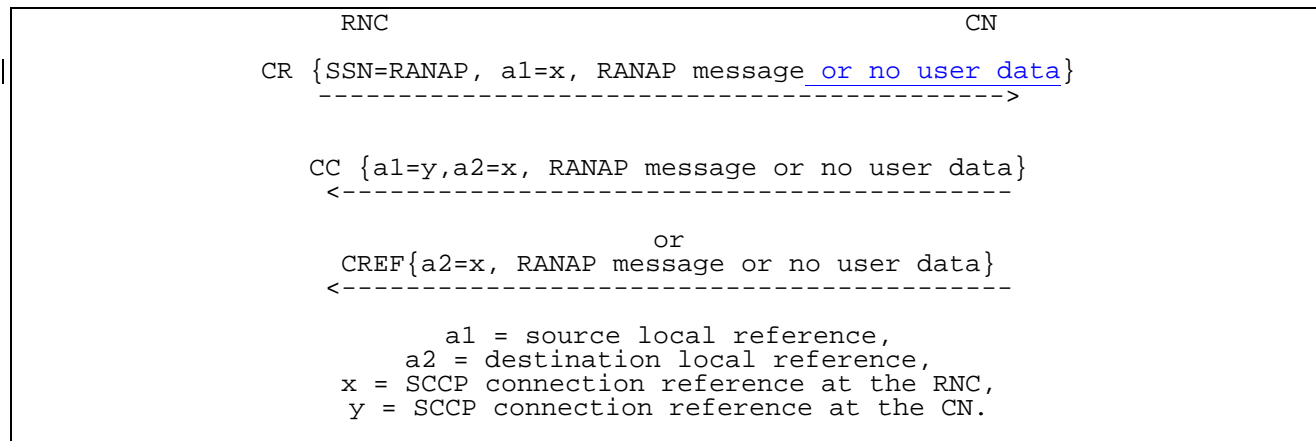 RNC CN
CR {SSN=RANAP, a1=x, RANAP message or no user data}
------------------------------------------->
CC {a1=y,a2=x, RANAP message or no user data}
<------------------------------------------
or
CREF{a2=x, RANAP message or no user data}
<------------------------------------------
a1 = source local reference,
a2 = destination local reference,
x = SCCP connection reference at the RNC,
y = SCCP connection reference at the CN.